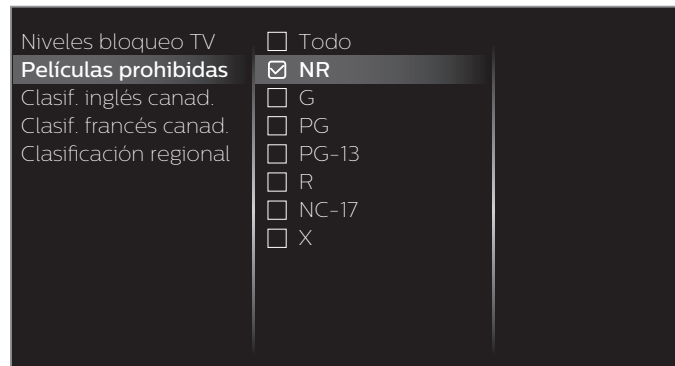 Niveles bloqueo TV
Películas prohibidas
Clasif. inglés canad.
Clasif. francés canad.
Clasificación regional
Todo
NR
G
PG
PG-13
R
NC-17
X